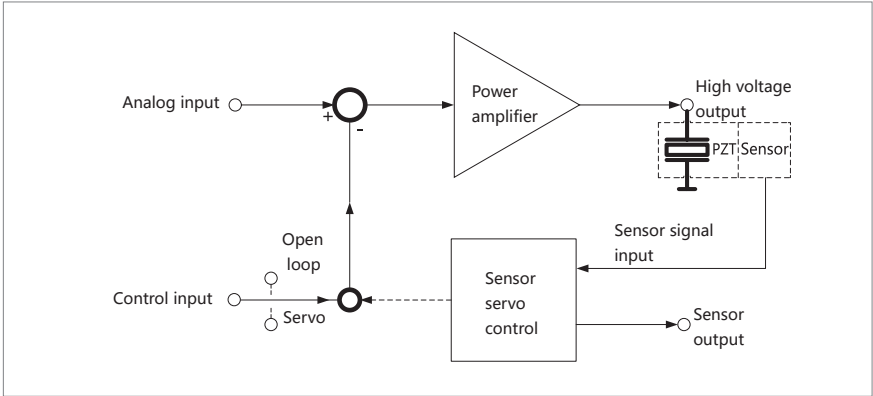 Analog input
+
-
Power
amplifier
High voltage
output
PZT
Sensor
Sensor signal
input
Open
loop
Control input
Servo
Sensor
servo
control
Sensor
output